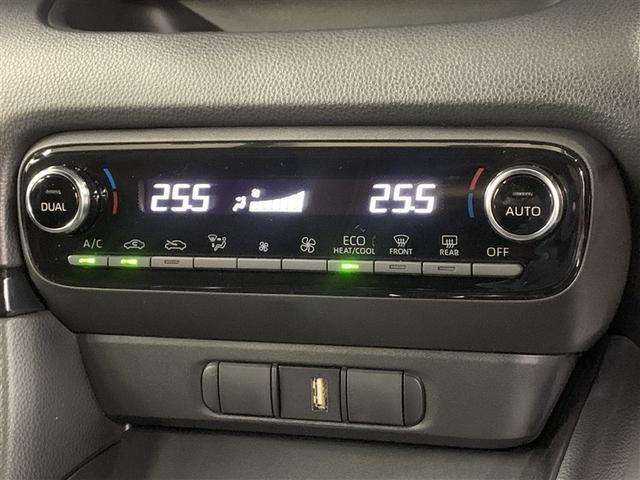 DUAL
25.5
25.5
AUTO
A/C
ECO
HEAT/COOL
FRONT
REAR
OFF